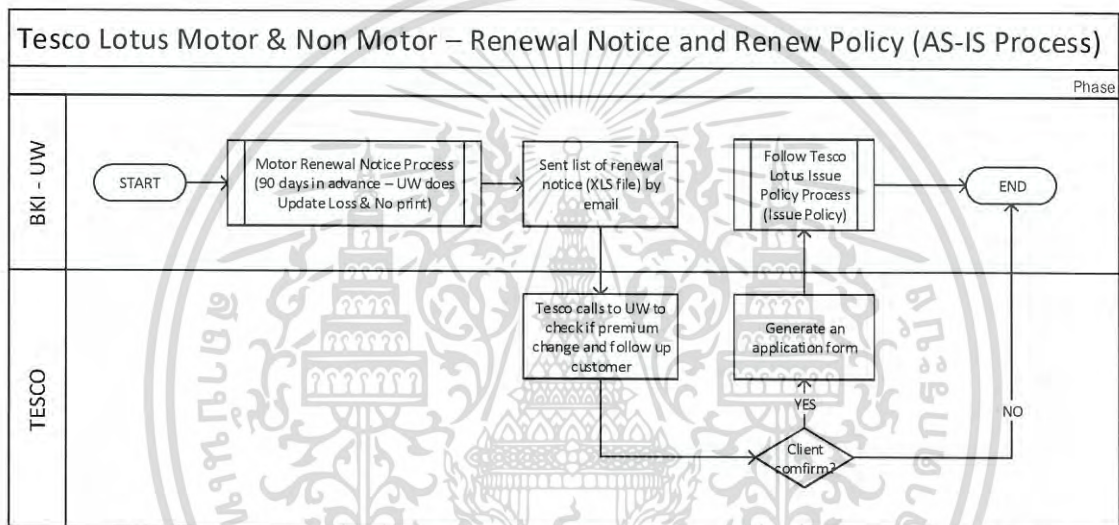 Tesco Lotus Motor & Non Motor – Renewal Notice and Renew Policy (AS-IS Process)
Phase
BKI - UW
START
Motor Renewal Notice Process
(90 days in advance – UW does
Update Loss & No print)
Sent list of renewal
notice (XLS file) by
email
Follow Tesco
Lotus Issue
Policy Process
(Issue Policy)
END
TESCO
Tesco calls to UW to
check if premium
change and follow up
customer
Generate an
application form
YES
NO
Client
comfirm?